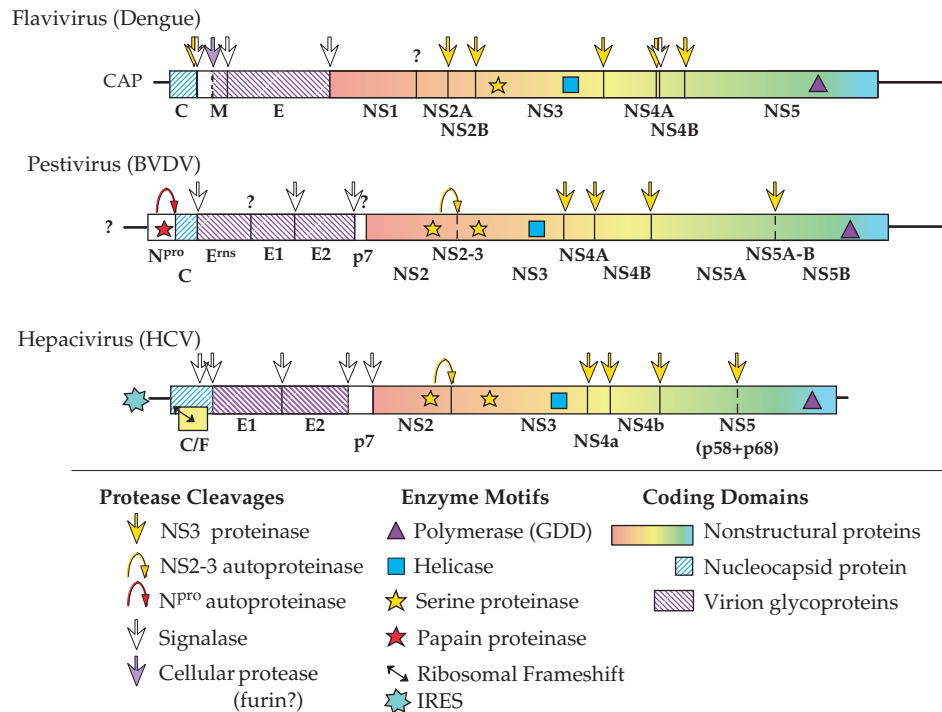 Flavivirus (Dengue)
?
CAP
C M E NS1 NS2A NS3 NS4A NS5
NS2B NS4B
Pestivirus (BVDV)
? ?
?
Npro Erns E1 E2 p7 NS2-3 NS4A NS5A-B
C NS2 NS3 NS4B NS5A NS5B
Hepacivirus (HCV)
E1 E2 NS2 NS3 NS4b NS5
C/F p7 NS4a (p58+p68)
Protease Cleavages
NS3 proteinase
NS2-3 autoproteinase
Npro autoproteinase
Signalase
Cellular protease
(furin?)
Enzyme Motifs
Polymerase (GDD)
Helicase
Serine proteinase
Papain proteinase
Ribosomal Frameshift
IRES
Coding Domains
Nonstructural proteins
Nucleocapsid protein
Virion glycoproteins